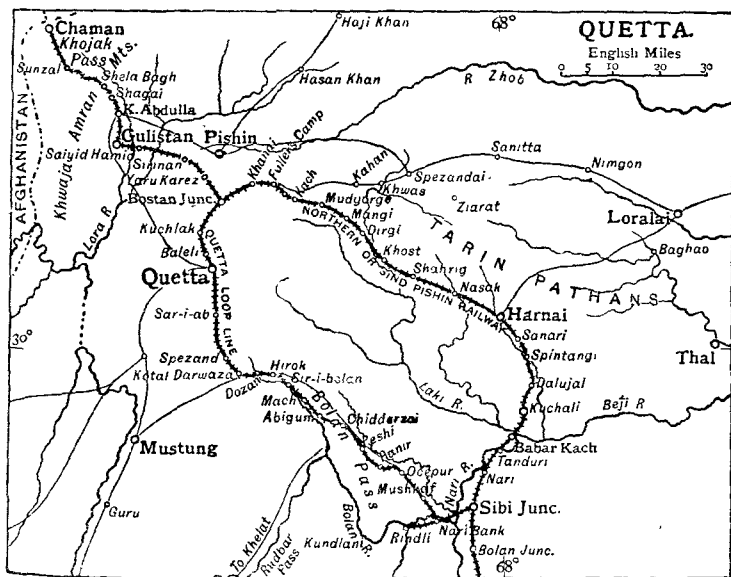 QUETTA.
English Miles
0 5 10 20 30
68°
Chaman
Khojak
Pass
Mts.
Sunzal
Shela Bagh
Shagai
K. Abdulla
Haji Khan
Hasan Khan
R Zhob
Gulistan
Pishin
Saiyid Hamid
Khwaja Amran
AFGHANISTAN
Yaru Karez
Bostan Junc.
Khanai
Fullers Camp
Kach
Kahan
Khwas
Spezandai
Sanitta
Nimgon
Ziarat
Loralai
Baghao
Lora R.
Kuchlak
Baleli
Mudgorge
Mangi
Dirgi
Khost
Shahrig
Nasak
TARIN PATHANS
NORTHERN OR SIND PISHIN RAILWAY
Quetta
QUETTA LOOP LINE
Sar-i-ab
Harnai
Sanari
Spintangi
Thal
30°
Spezand
Kotal Darwaza
Dozan
Hirok
Sir-i-bolan
Mach
Abigum
Bolan Pass
Dalujal
Laki R.
Kuchali
Beji R
Mustung
Peshi
Panir
Ocepur
Mushkaf
Nari R.
Babar Kach
Tanduri
Nari
Guru
Sibi Junc.
Bolan R.
Kundlani
Rindli
Nari Bank
Bolan Junc.
To Khelat
Rudbar
Pass
68°